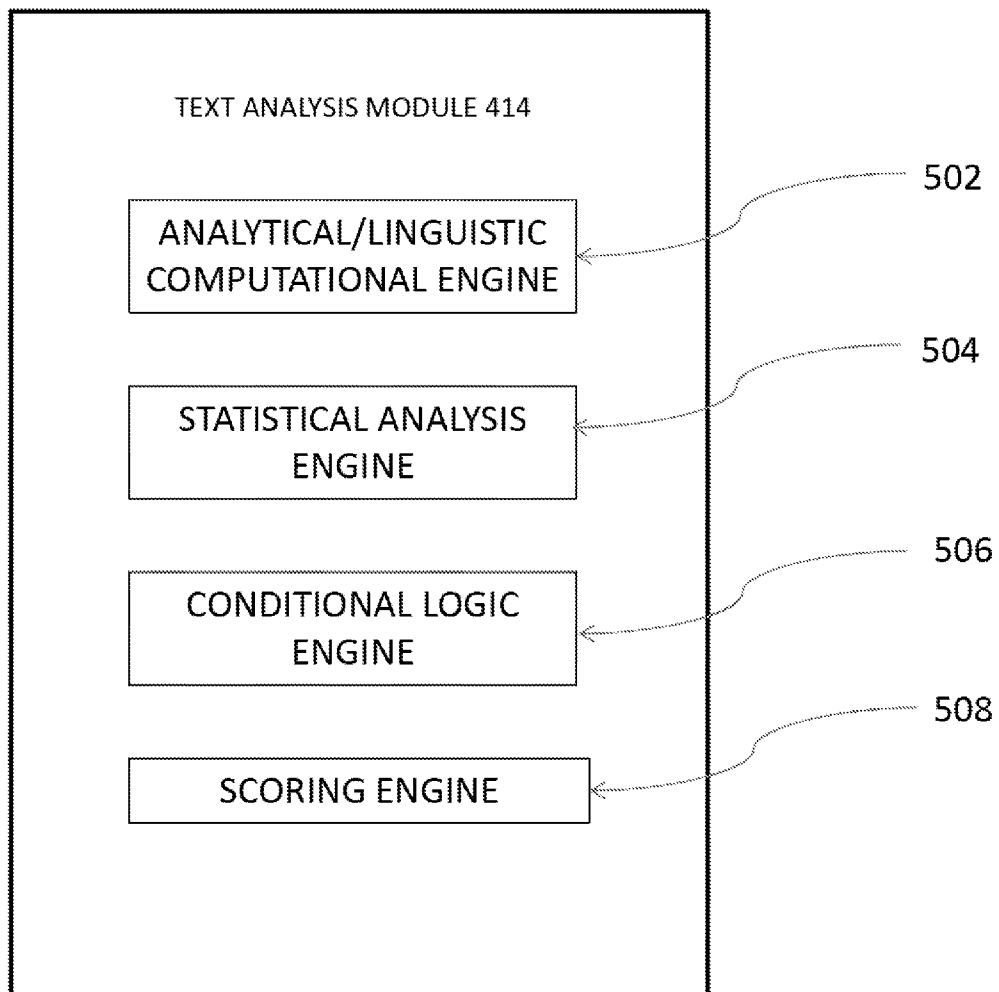 TEXT ANALYSIS MODULE 414
502
ANALYTICAL/LINGUISTIC
COMPUTATIONAL ENGINE
504
STATISTICAL ANALYSIS
ENGINE
506
CONDITIONAL LOGIC
ENGINE
508
SCORING ENGINE